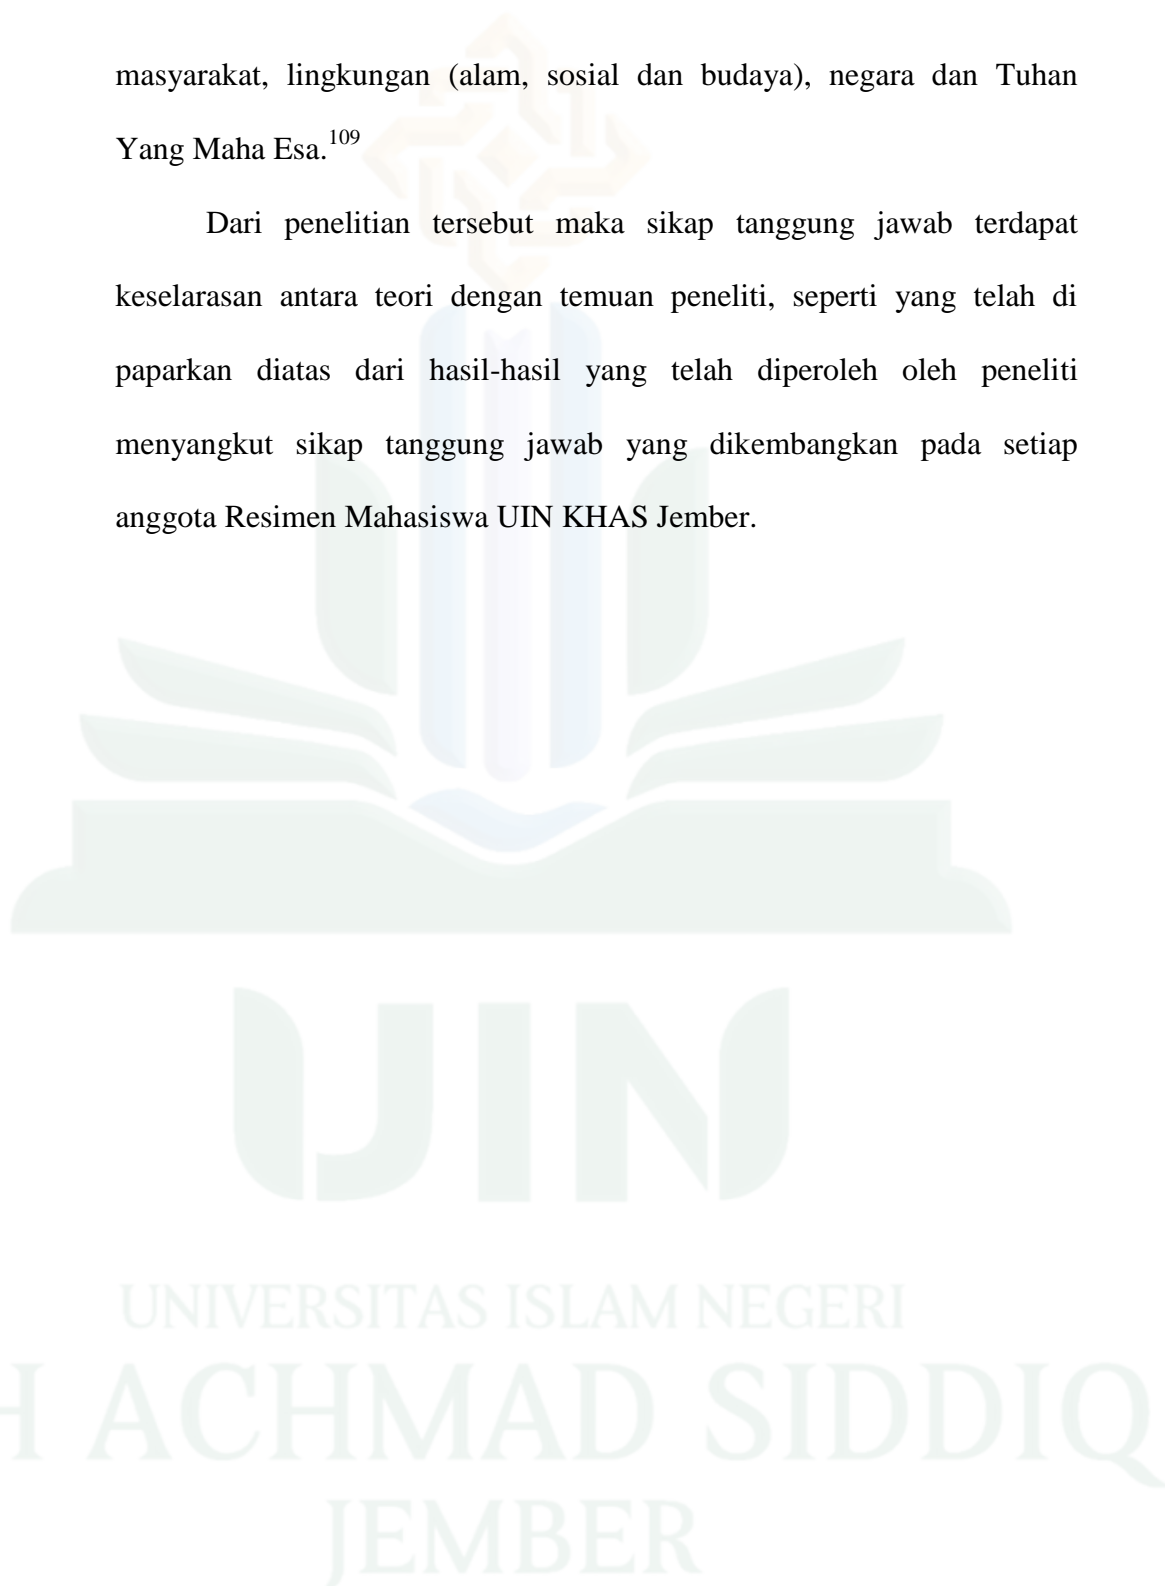 masyarakat, lingkungan (alam, sosial dan budaya), negara dan Tuhan
Yang Maha Esa.109
Dari penelitian tersebut maka sikap tanggung jawab terdapat
keselarasan antara teori dengan temuan peneliti, seperti yang telah di
paparkan diatas dari hasil-hasil yang telah diperoleh oleh peneliti
menyangkut sikap tanggung jawab yang dikembangkan pada setiap
anggota Resimen Mahasiswa UIN KHAS Jember.
UIN
UNIVERSITAS ISLAM NEGERI
H ACHMAD SIDDIQ
JEMBER